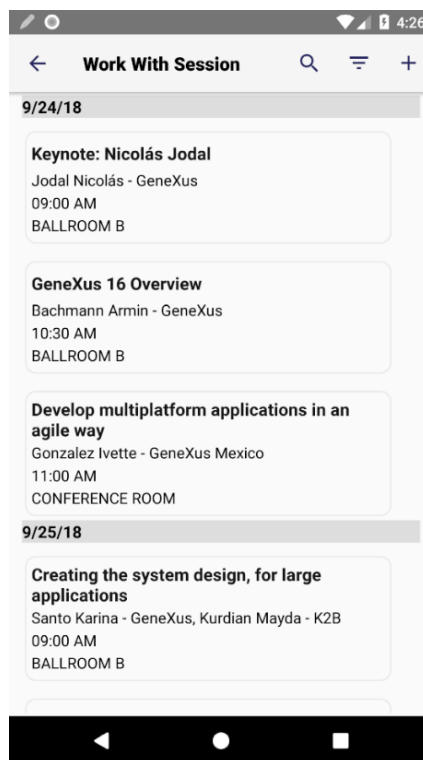 4:26
Work With Session
9/24/18
Keynote: Nicolás Jodal
Jodal Nicolás - GeneXus
09:00 AM
BALLROOM B
GeneXus 16 Overview
Bachmann Armin - GeneXus
10:30 AM
BALLROOM B
Develop multiplatform applications in an
agile way
Gonzalez Ivette - GeneXus Mexico
11:00 AM
CONFERENCE ROOM
9/25/18
Creating the system design, for large
applications
Santo Karina - GeneXus, Kurdian Mayda - K2B
09:00 AM
BALLROOM B